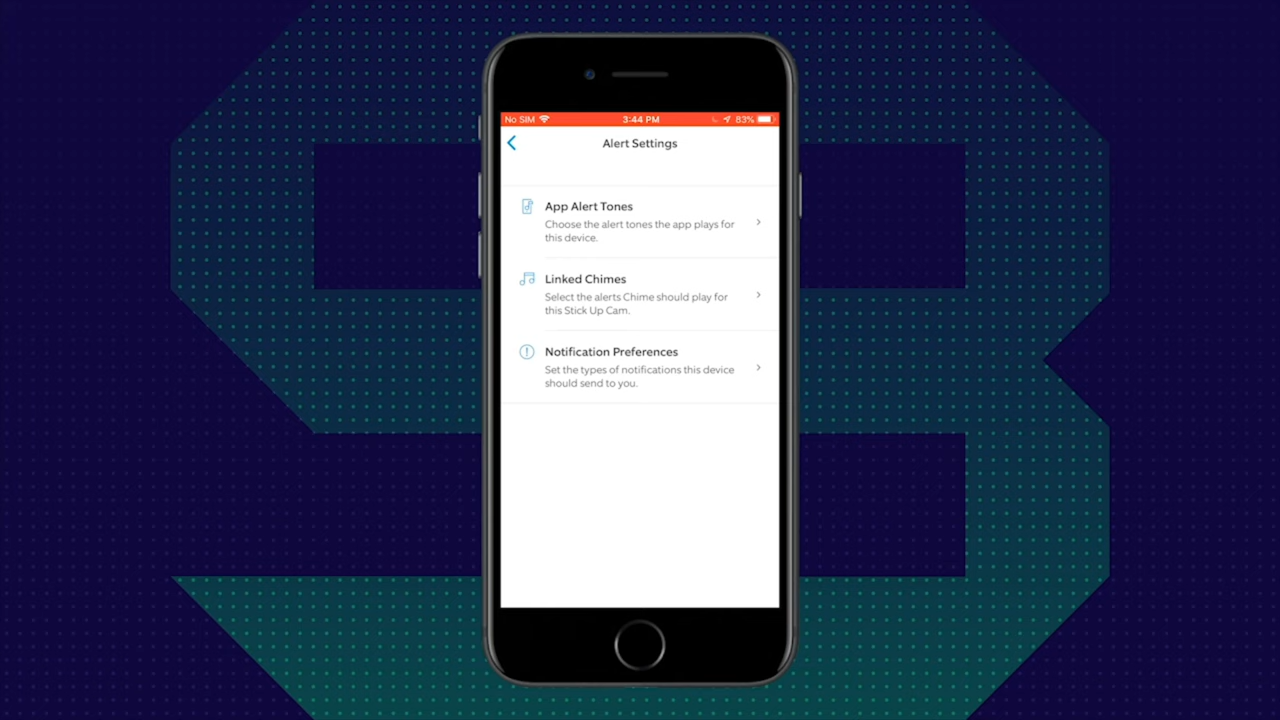 No SIM 3:44 PM 83%
Alert Settings
App Alert Tones
Choose the alert tones the app plays for
this device.
Linked Chimes
Select the alerts Chime should play for
this Stick Up Cam.
Notification Preferences
Set the types of notifications this device
should send to you.